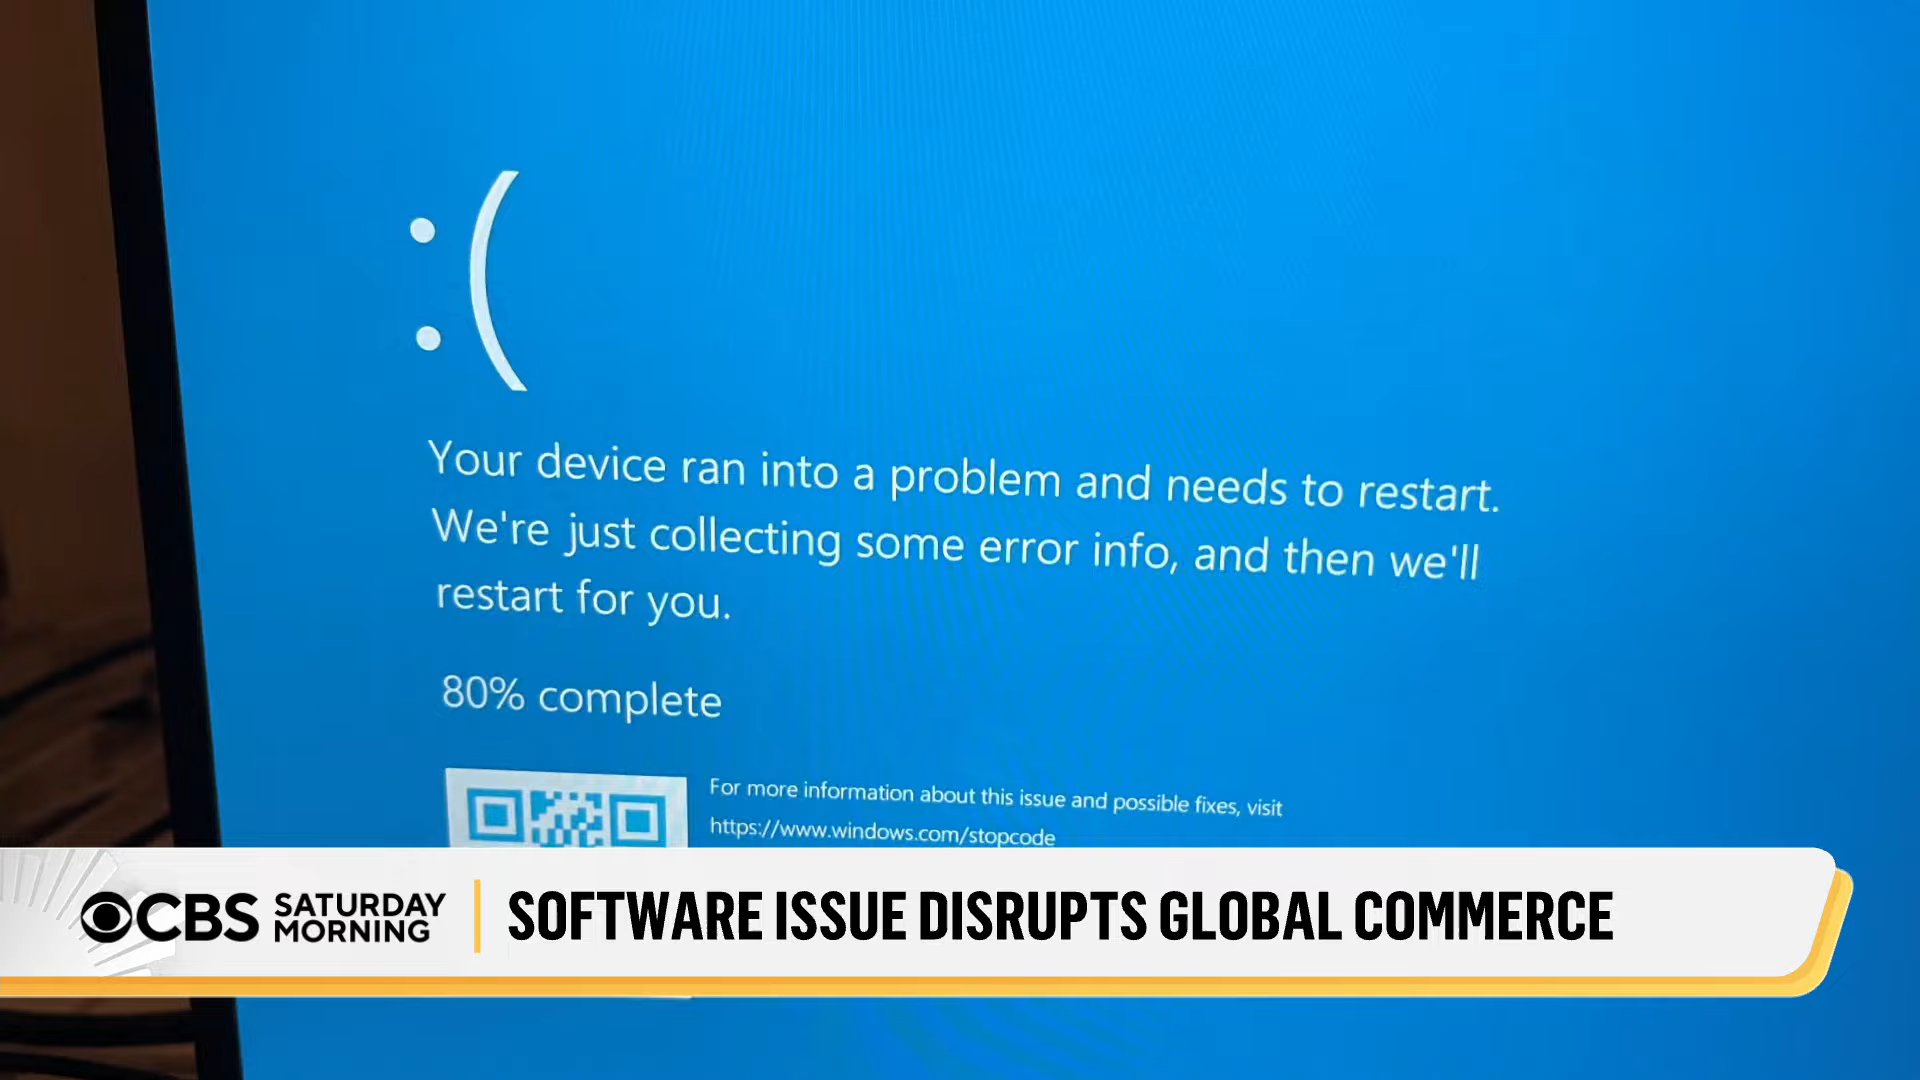 :(
Your device ran into a problem and needs to restart.
We're just collecting some error info, and then we'll
restart for you.
80% complete
For more information about this issue and possible fixes, visit
https://www.windows.com/stopcode
CBS SATURDAY MORNING
SOFTWARE ISSUE DISRUPTS GLOBAL COMMERCE